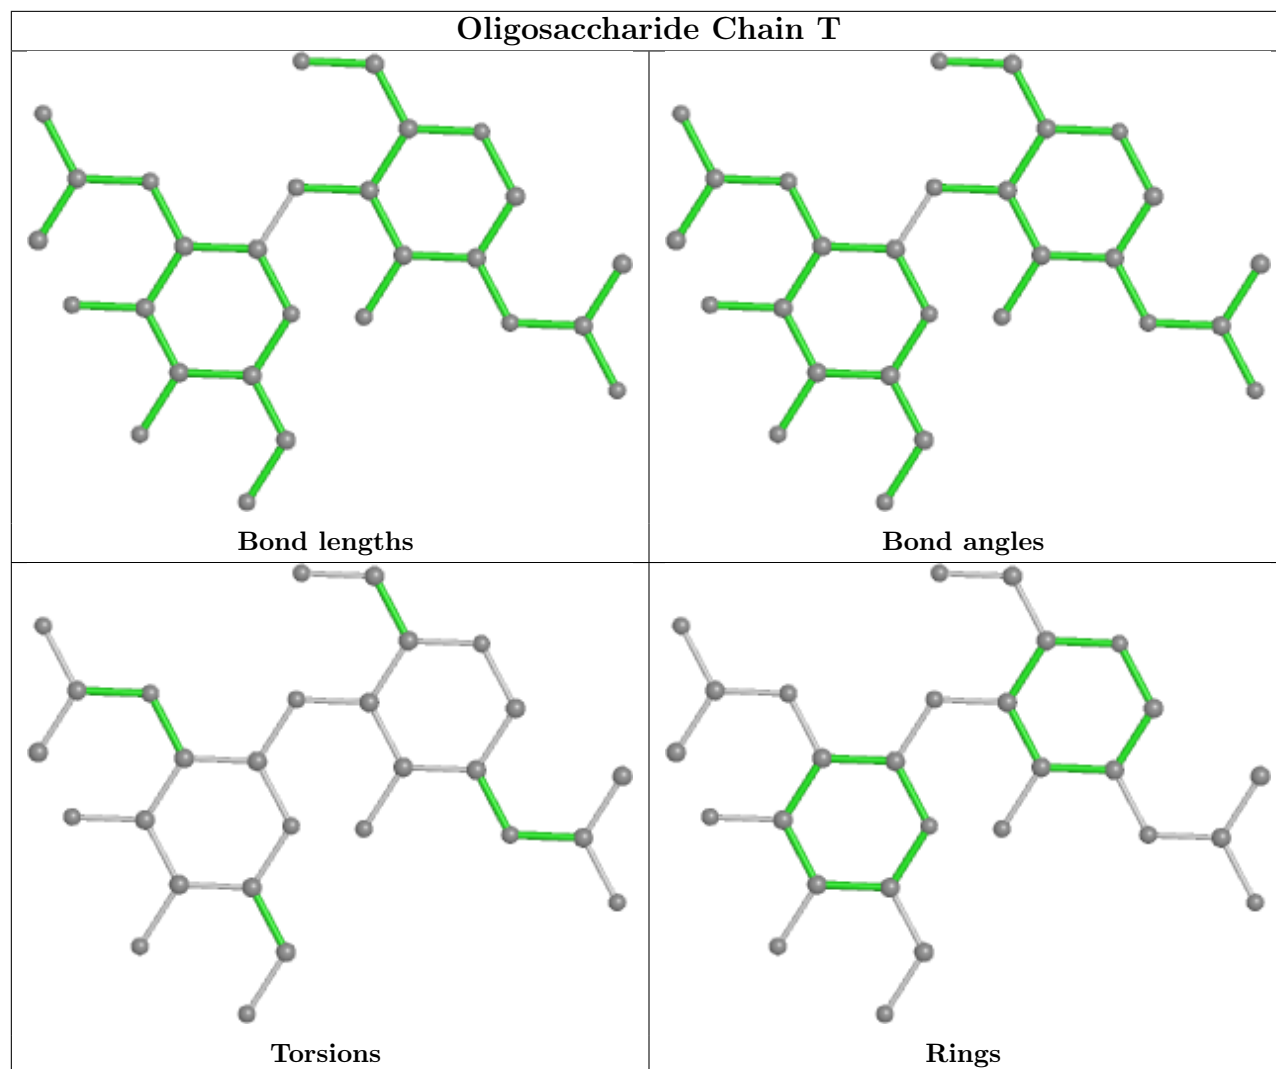 Oligosaccharide Chain T
Bond lengths
Bond angles
Torsions
Rings